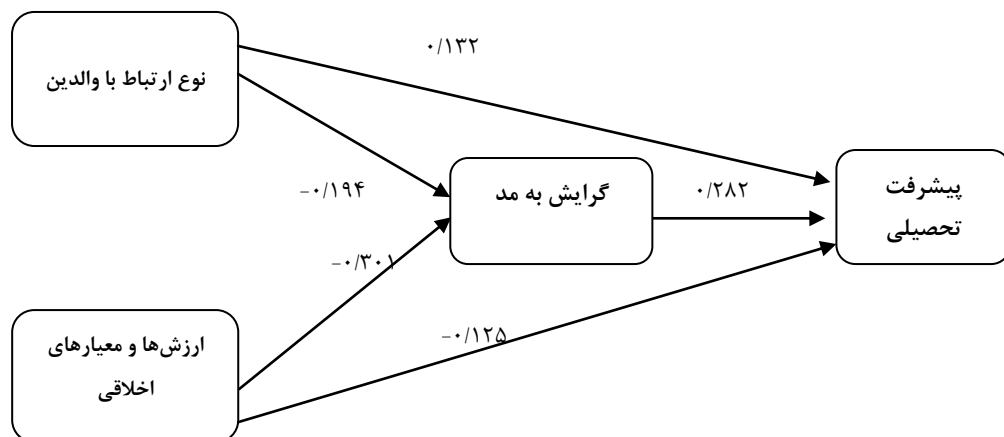 ۰/۱۳۲
نوع ارتباط با والدین
-۰/۱۹۴
گرایش به مد
۰/۲۸۲
پیشرفت
تحصیلی
-۰/۳۰۱
ارزش‌ها و معیارهای
اخلاقی
-۰/۱۲۵